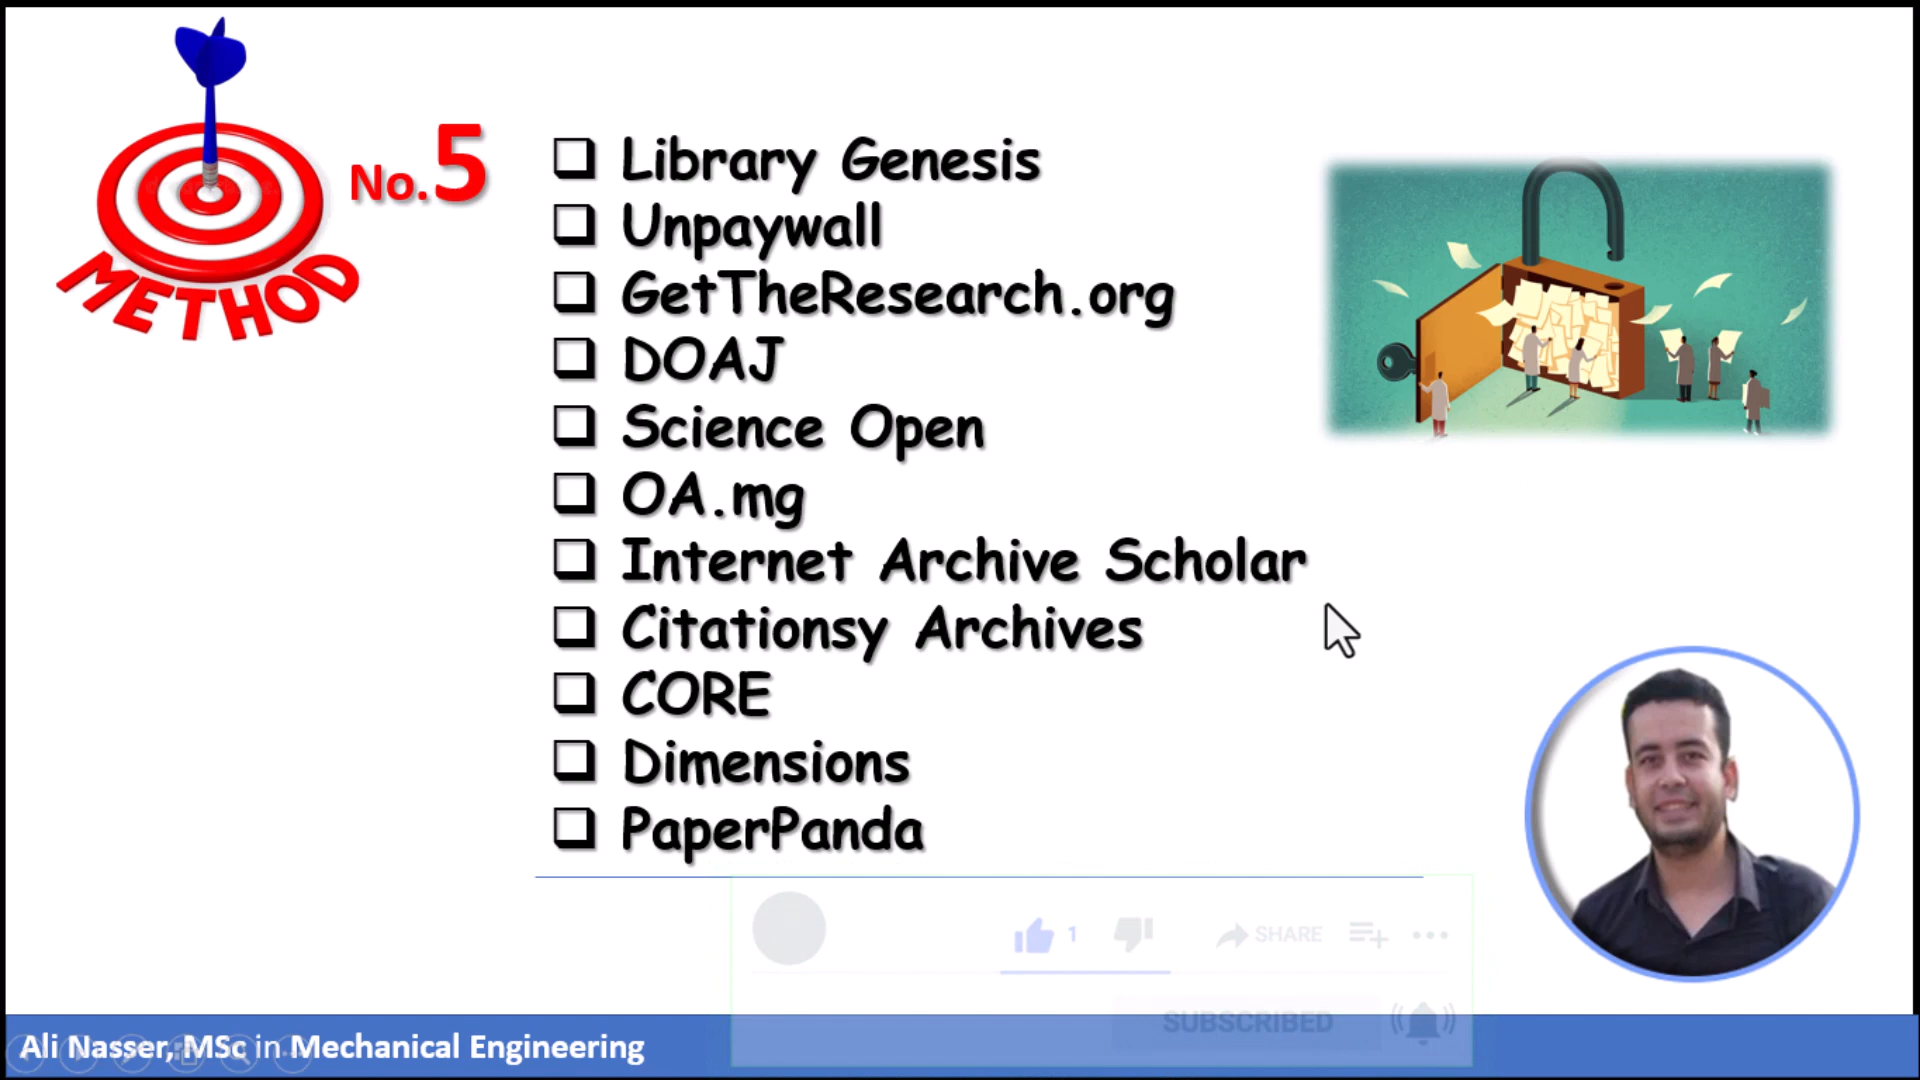 METHOD
No.5
Library Genesis
Unpaywall
GetTheResearch.org
DOAJ
Science Open
OA.mg
Internet Archive Scholar
Citationsy Archives
CORE
Dimensions
PaperPanda
1 SHARE
SUBSCRIBED
Ali Nasser, MSc in Mechanical Engineering